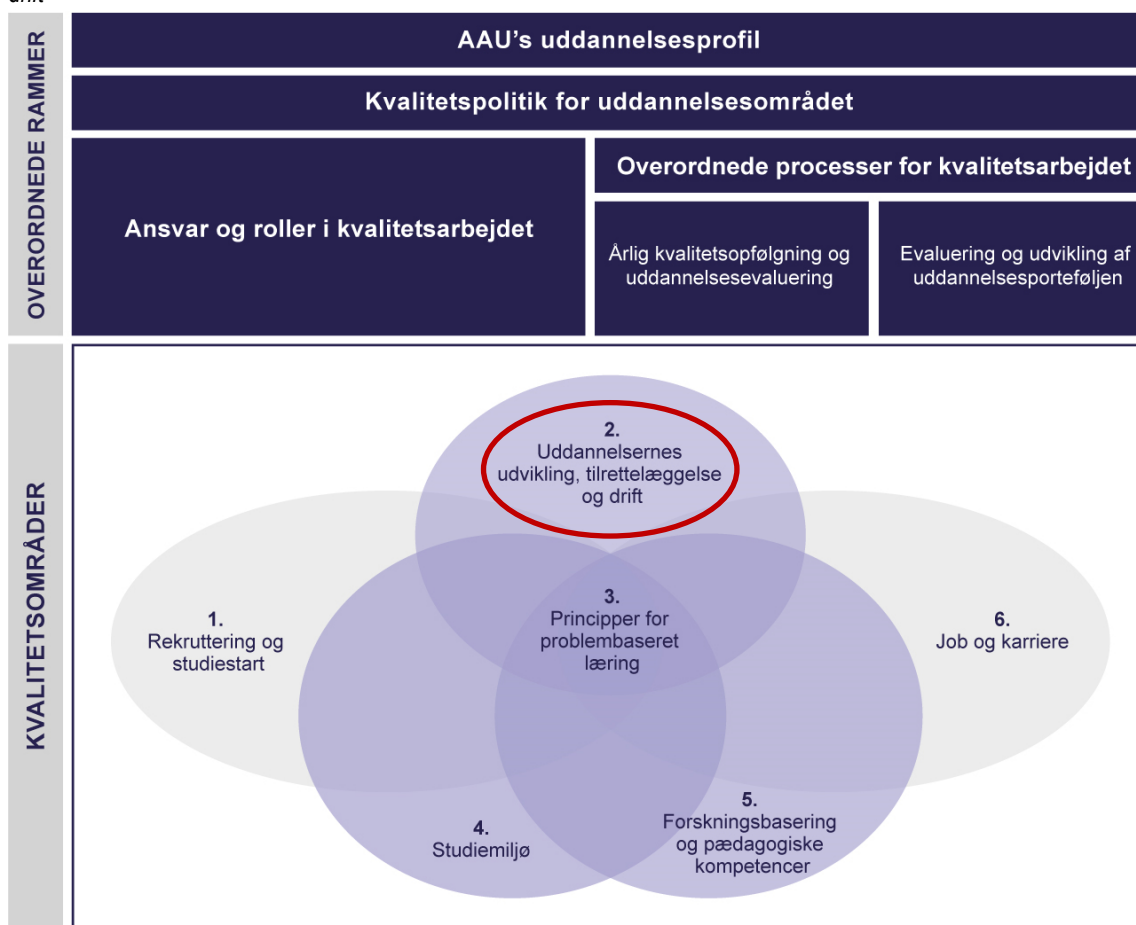 drift
OVERORDNEDE RAMMER
AAU's uddannelsesprofil
Kvalitetspolitik for uddannelsesområdet
Ansvar og roller i kvalitetsarbejdet
Overordnede processer for kvalitetsarbejdet
Årlig kvalitetsopfølgning og
uddannelsesevaluering
Evaluering og udvikling af
uddannelsesporteføljen
KVALITETSOMRÅDER
1.
Rekruttering og
studiestart
2.
Uddannelsernes
udvikling, tilrettelæggelse
og drift
3.
Principper for
problembaseret
læring
4.
Studiemiljø
5.
Forskningsbasering
og pædagogiske
kompetencer
6.
Job og karriere